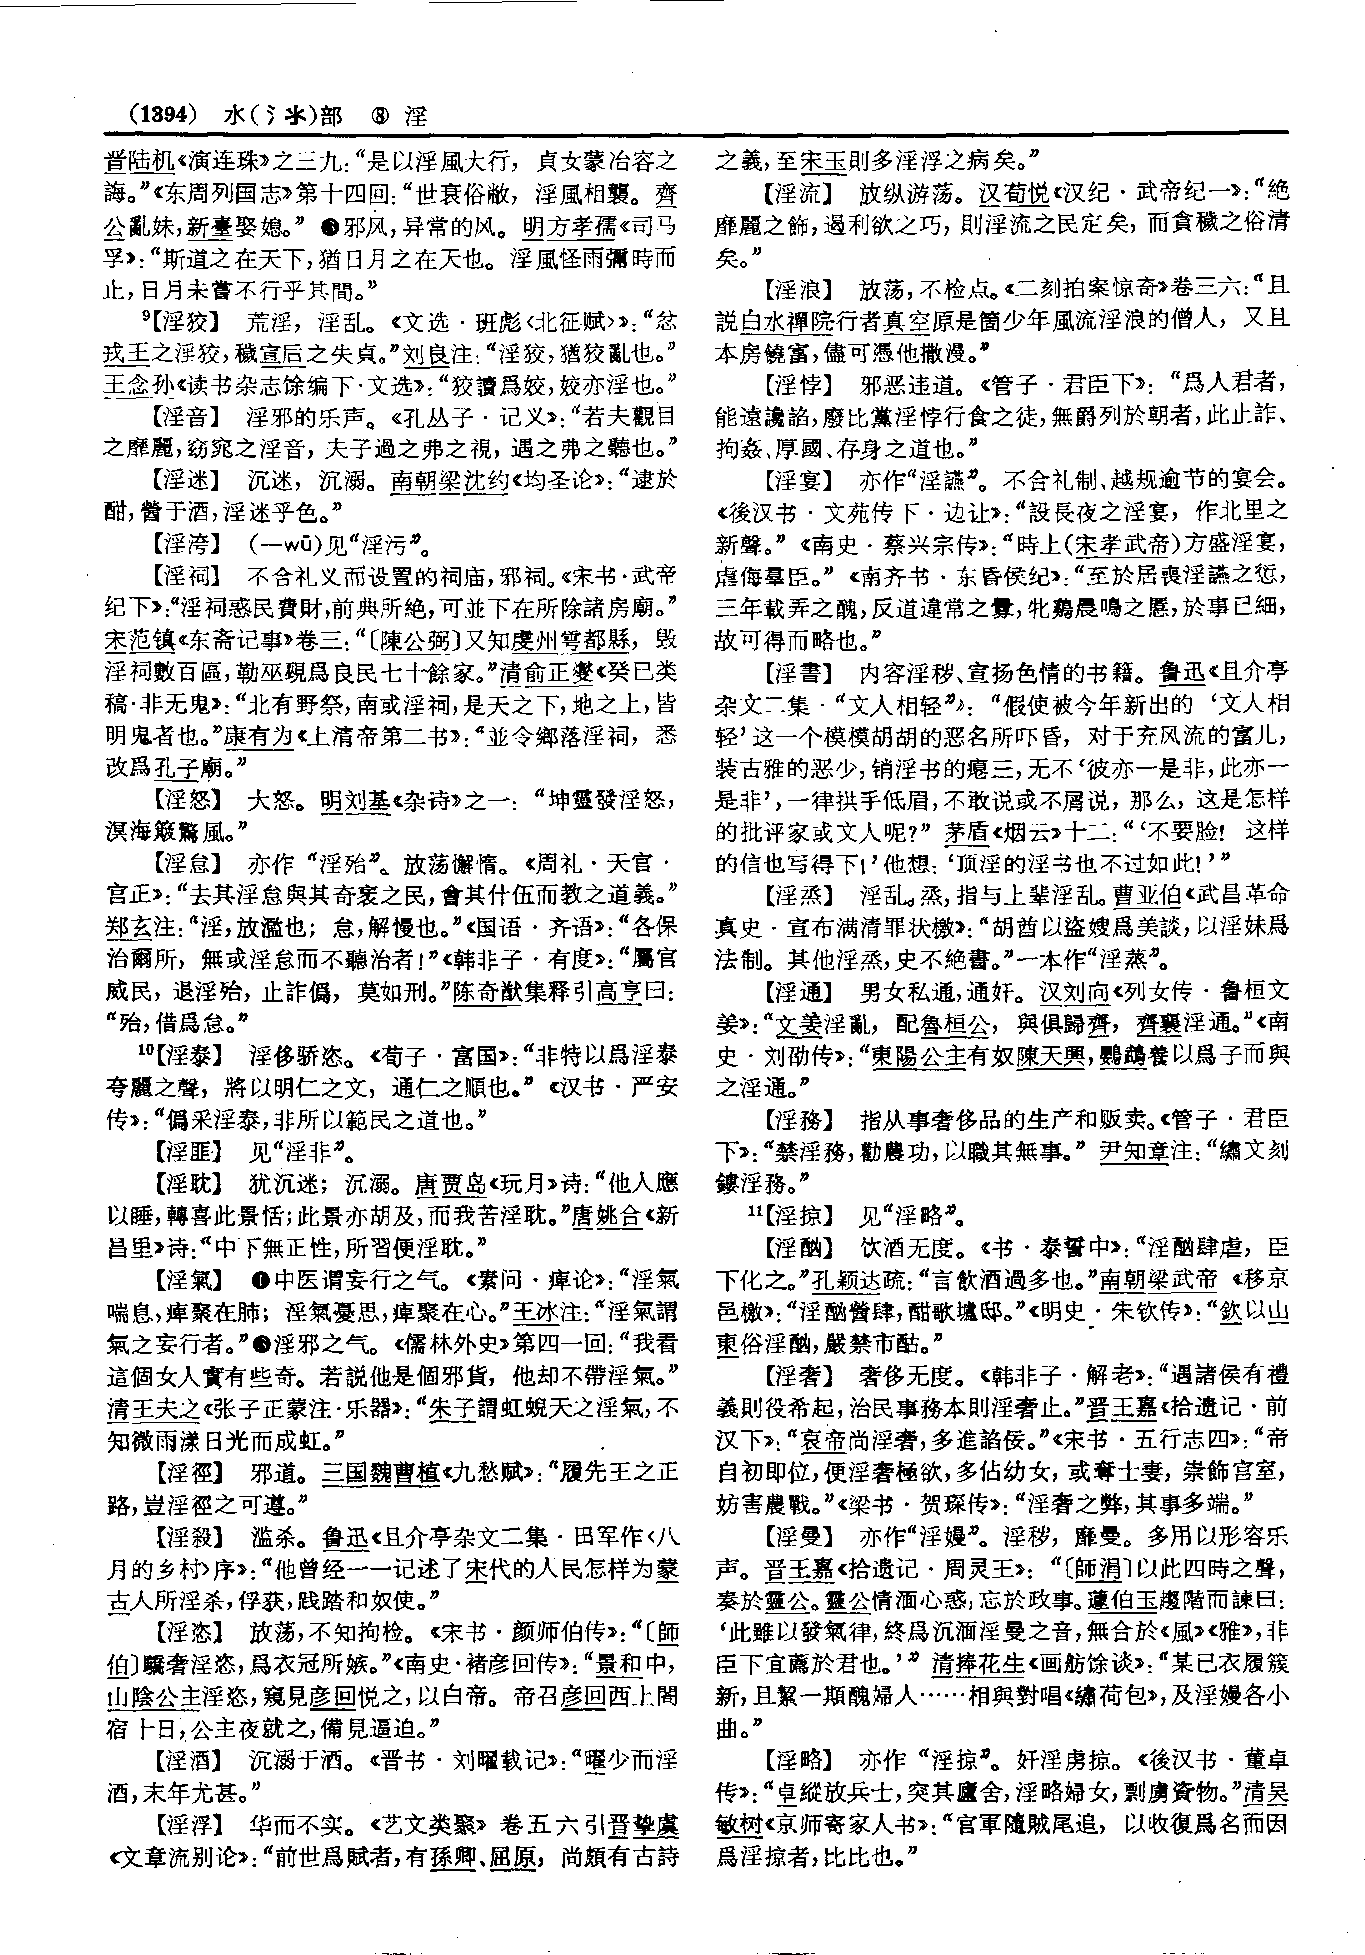 (1394) 水(氵氺)部 ⑧ 淫
晋陆机《演连珠》之三九：“是以淫風大行，貞女蒙冶容之
誨。”《东周列国志》第十四回：“世衰俗敝，淫風相襲。齊
公亂妹，新臺娶媳。”❸邪风，异常的风。明方孝孺《司马
孚》：“斯道之在天下，猶日月之在天也。淫風怪雨彌時而
止，日月未嘗不行乎其間。”
⁹【淫狡】 荒淫，淫乱。《文选·班彪〈北征赋〉》：“忿
戎王之淫狡，穢宣后之失貞。”刘良注：“淫狡，猶狡亂也。”
王念孙《读书杂志馀编下·文选》：“狡讀爲姣，姣亦淫也。”
【淫音】 淫邪的乐声。《孔丛子·记义》：“若夫觀目
之靡麗，窈窕之淫音，夫子過之弗之視，遇之弗之聽也。”
【淫迷】 沉迷，沉溺。南朝梁沈约《均圣论》：“逮於
酣，醟于酒，淫迷乎色。”
【淫洿】 (—wū)见“淫污”。
【淫祠】 不合礼义而设置的祠庙，邪祠。《宋书·武帝
纪下》：“淫祠惑民費財，前典所絶，可並下在所除諸房廟。”
宋范镇《东斋记事》卷三：“〔陳公弼〕又知虔州雩都縣，毁
淫祠數百區，勒巫覡爲良民七十餘家。”清俞正燮《癸巳类
稿·非无鬼》：“北有野祭，南或淫祠，是天之下，地之上，皆
明鬼者也。”康有为《上清帝第二书》：“並令鄉落淫祠，悉
改爲孔子廟。”
【淫怒】 大怒。明刘基《杂诗》之一：“坤靈發淫怒，
溟海簸驚風。”
【淫怠】 亦作“淫殆”。放荡懈惰。《周礼·天官·
宫正》：“去其淫怠與其奇衺之民，會其什伍而教之道義。”
郑玄注：“淫，放濫也；怠，解慢也。”《国语·齐语》：“各保
治爾所，無或淫怠而不聽治者！”《韩非子·有度》：“屬官
威民，退淫殆，止詐僞，莫如刑。”陈奇猷集释引高亨曰：
“殆，借爲怠。”
¹⁰【淫泰】 淫侈骄恣。《荀子·富国》：“非特以爲淫泰
夸麗之聲，將以明仁之文，通仁之順也。”《汉书·严安
传》：“僞采淫泰，非所以範民之道也。”
【淫匪】 见“淫非”。
【淫耽】 犹沉迷；沉溺。唐贾岛《玩月》诗：“他人應
以睡，轉喜此景恬；此景亦胡及，而我苦淫耽。”唐姚合《新
昌里》诗：“中下無正性，所習便淫耽。”
【淫氣】 ❶中医谓妄行之气。《素问·痺论》：“淫氣
喘息，痺聚在肺；淫氣憂思，痺聚在心。”王冰注：“淫氣謂
氣之妄行者。”❷淫邪之气。《儒林外史》第四一回：“我看
這個女人實有些奇。若説他是個邪貨，他却不帶淫氣。”
清王夫之《张子正蒙注·乐器》：“朱子謂虹蜺天之淫氣，不
知微雨漾日光而成虹。”
【淫徑】 邪道。三国魏曹植《九愁赋》：“履先王之正
路，豈淫徑之可遵。”
【淫殺】 滥杀。鲁迅《且介亭杂文二集·田军作〈八
月的乡村〉序》：“他曾经一一记述了宋代的人民怎样为蒙
古人所淫杀，俘获，践踏和奴使。”
【淫恣】 放荡，不知拘检。《宋书·颜师伯传》：“〔師
伯〕驕奢淫恣，爲衣冠所嫉。”《南史·褚彦回传》：“景和中，
山陰公主淫恣，窺見彦回悦之，以白帝。帝召彦回西上閣
宿十日，公主夜就之，備見逼迫。”
【淫酒】 沉溺于酒。《晋书·刘曜载记》：“曜少而淫
酒，末年尤甚。”
【淫浮】 华而不实。《艺文类聚》卷五六引晋挚虞
《文章流别论》：“前世爲賦者，有孫卿、屈原，尚頗有古詩
之義，至宋玉則多淫浮之病矣。”
【淫流】 放纵游荡。汉荀悦《汉纪·武帝纪一》：“絶
靡麗之飾，遏利欲之巧，則淫流之民定矣，而貪穢之俗清
矣。”
【淫浪】 放荡，不检点。《二刻拍案惊奇》卷三六：“且
説白水禪院行者真空原是箇少年風流淫浪的僧人，又且
本房饒富，儘可憑他撒漫。”
【淫悖】 邪恶违道。《管子·君臣下》：“爲人君者，
能遠讒諂，廢比黨淫悖行食之徒，無爵列於朝者，此止詐、
拘姦、厚國、存身之道也。”
【淫宴】 亦作“淫讌”。不合礼制、越规逾节的宴会。
《後汉书·文苑传下·边让》：“設長夜之淫宴，作北里之
新聲。”《南史·蔡兴宗传》：“時上(宋孝武帝)方盛淫宴，
虐侮羣臣。”《南齐书·东昏侯纪》：“至於居喪淫讌之愆，
三年載弄之醜，反道違常之釁，牝鷄晨鳴之慝，於事已細，
故可得而略也。”
【淫書】 内容淫秽、宣扬色情的书籍。鲁迅《且介亭
杂文二集·“文人相轻”》：“假使被今年新出的‘文人相
轻’这一个模模胡胡的恶名所吓昏，对于充风流的富儿，
装古雅的恶少，销淫书的瘪三，无不‘彼亦一是非，此亦一
是非’，一律拱手低眉，不敢说或不屑说，那么，这是怎样
的批评家或文人呢？”茅盾《烟云》十二：“‘不要脸！这样
的信也写得下！’他想：‘顶淫的淫书也不过如此！’”
【淫烝】 淫乱。烝，指与上辈淫乱。曹亚伯《武昌革命
真史·宣布满清罪状檄》：“胡酋以盗嫂爲美談，以淫妹爲
法制。其他淫烝，史不絶書。”一本作“淫蒸”。
【淫通】 男女私通，通奸。汉刘向《列女传·鲁桓文
姜》：“文姜淫亂，配魯桓公，與俱歸齊，齊襄淫通。”《南
史·刘劭传》：“東陽公主有奴陳天興，鸚鵡養以爲子而與
之淫通。”
【淫務】 指从事奢侈品的生产和贩卖。《管子·君臣
下》：“禁淫務，勸農功，以職其無事。”尹知章注：“繡文刻
鏤淫務。”
¹¹【淫掠】 见“淫略”。
【淫酗】 饮酒无度。《书·泰誓中》：“淫酗肆虐，臣
下化之。”孔颖达疏：“言飲酒過多也。”南朝梁武帝《移京
邑檄》：“淫酗醟肆，酣歌壚邸。”《明史·朱钦传》：“欽以山
東俗淫酗，嚴禁市酤。”
【淫奢】 奢侈无度。《韩非子·解老》：“遇諸侯有禮
義則役希起，治民事務本則淫奢止。”晋王嘉《拾遗记·前
汉下》：“哀帝尚淫奢，多進諂佞。”《宋书·五行志四》：“帝
自初即位，便淫奢極欲，多佔幼女，或奪士妻，崇飾宫室，
妨害農戰。”《梁书·贺琛传》：“淫奢之弊，其事多端。”
【淫曼】 亦作“淫嫚”。淫秽，靡曼。多用以形容乐
声。晋王嘉《拾遗记·周灵王》：“〔師涓〕以此四時之聲，
奏於靈公。靈公情湎心惑，忘於政事。蘧伯玉趨階而諫曰：
‘此雖以發氣律，終爲沉湎淫曼之音，無合於《風》《雅》，非
臣下宜薦於君也。’”清捧花生《画舫馀谈》：“某已衣履簇
新，且絜一頎醜婦人……相與對唱《繡荷包》，及淫嫚各小
曲。”
【淫略】 亦作“淫掠”。奸淫虏掠。《後汉书·董卓
传》：“卓縱放兵士，突其廬舍，淫略婦女，剽虜資物。”清吴
敏树《京师寄家人书》：“官軍隨賊尾追，以收復爲名而因
爲淫掠者，比比也。”